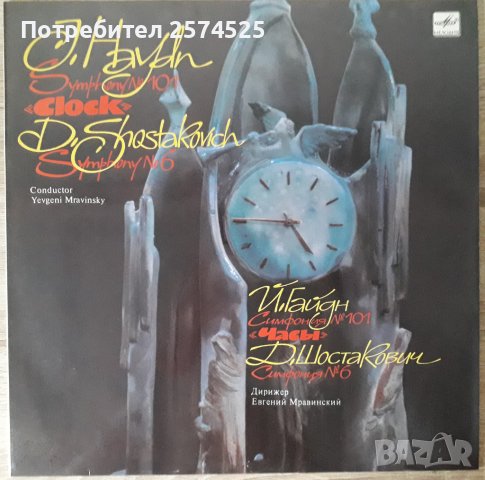 Потребител 2574525
J. Haydn
Symphony № 101
«Clock»
D. Shostakovich
Symphony № 6
Conductor
Yevgeni Mravinsky
Й. Гайдн
Симфония № 101
«Часы»
Д. Шостакович
Симфония № 6
Дирижер
Евгений Мравинский
BAZAR